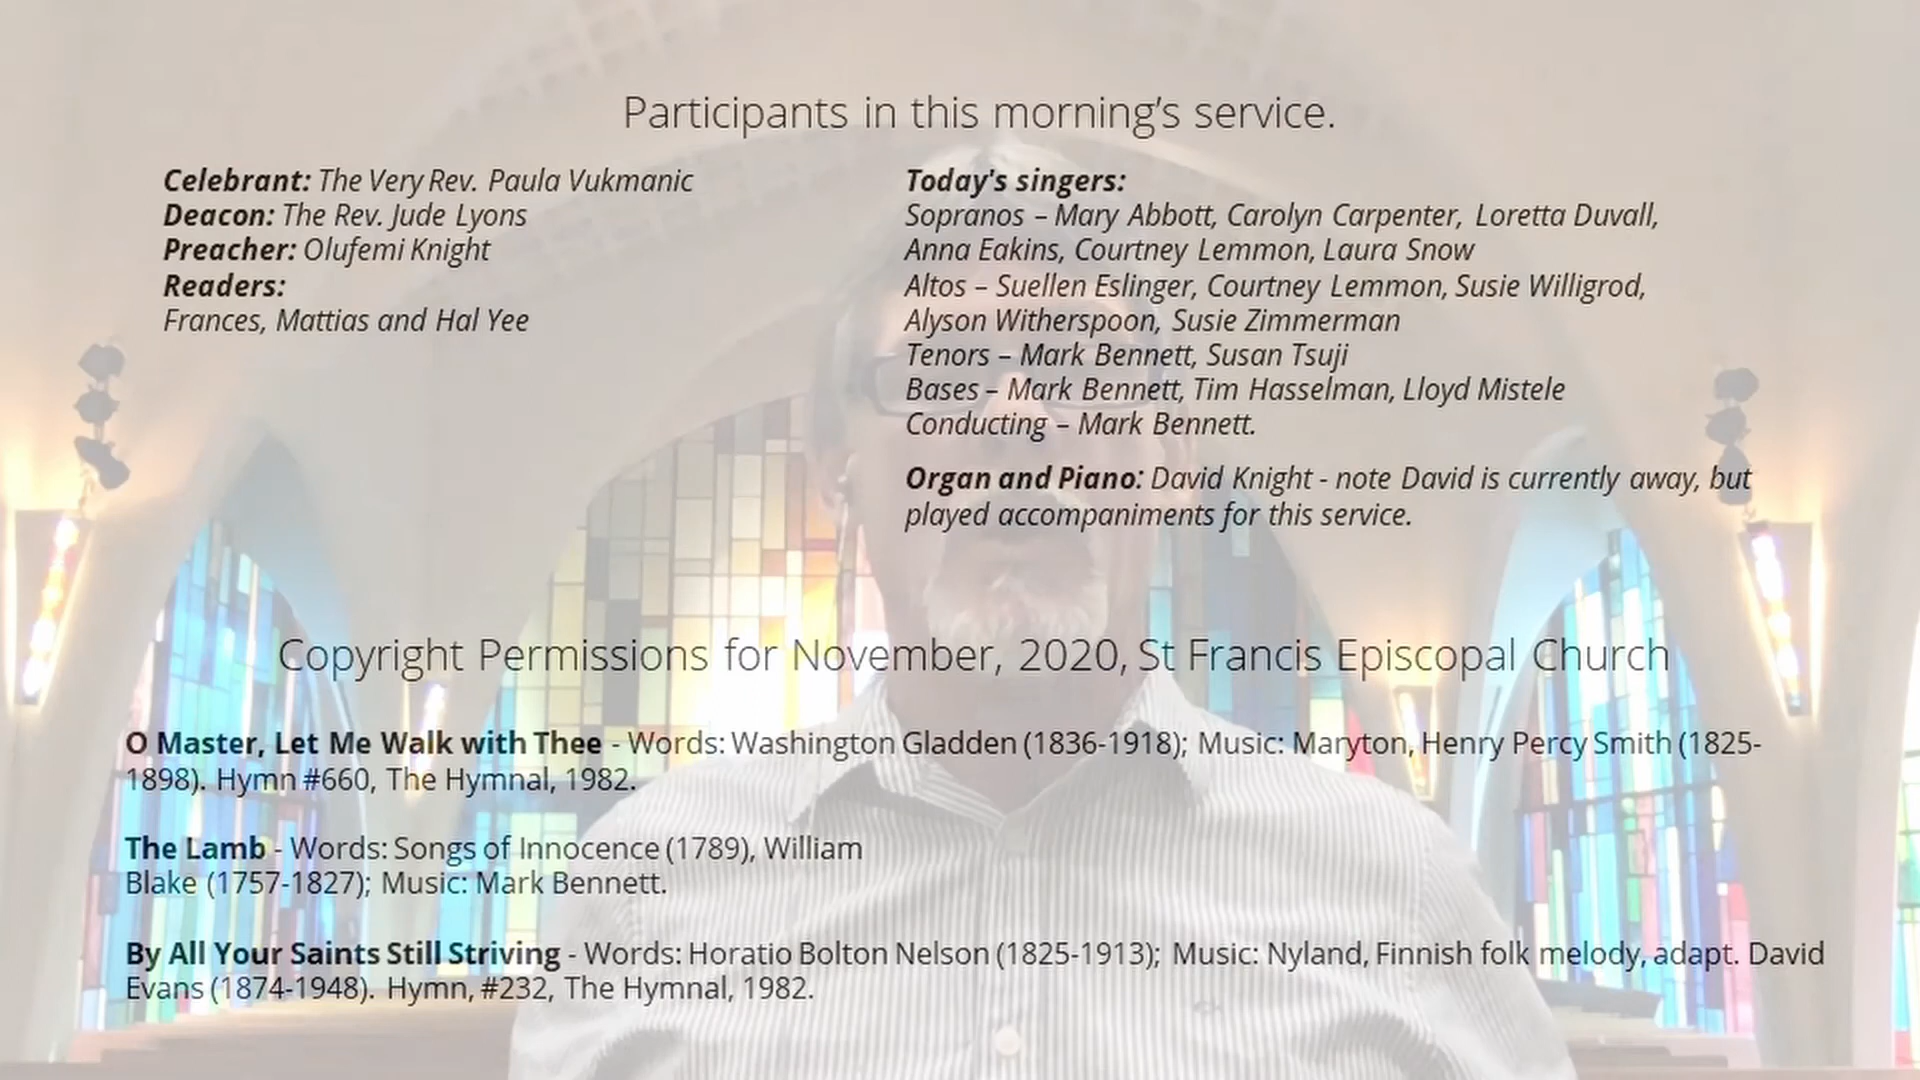 Participants in this morning's service.
Celebrant: The Very Rev. Paula Vukmanic
Deacon: The Rev. Jude Lyons
Preacher: Olufemi Knight
Readers:
Frances, Mattias and Hal Yee
Today's singers:
Sopranos – Mary Abbott, Carolyn Carpenter, Loretta Duvall,
Anna Eakins, Courtney Lemmon, Laura Snow
Altos – Suellen Eslinger, Courtney Lemmon, Susie Willigrod,
Alyson Witherspoon, Susie Zimmerman
Tenors – Mark Bennett, Susan Tsuji
Bases – Mark Bennett, Tim Hasselman, Lloyd Mistele
Conducting – Mark Bennett.
Organ and Piano: David Knight - note David is currently away, but
played accompaniments for this service.
Copyright Permissions for November, 2020, St Francis Episcopal Church
O Master, Let Me Walk with Thee - Words: Washington Gladden (1836-1918); Music: Maryton, Henry Percy Smith (1825-
1898). Hymn #660, The Hymnal, 1982.
The Lamb - Words: Songs of Innocence (1789), William
Blake (1757-1827); Music: Mark Bennett.
By All Your Saints Still Striving - Words: Horatio Bolton Nelson (1825-1913); Music: Nyland, Finnish folk melody, adapt. David
Evans (1874-1948). Hymn, #232, The Hymnal, 1982.